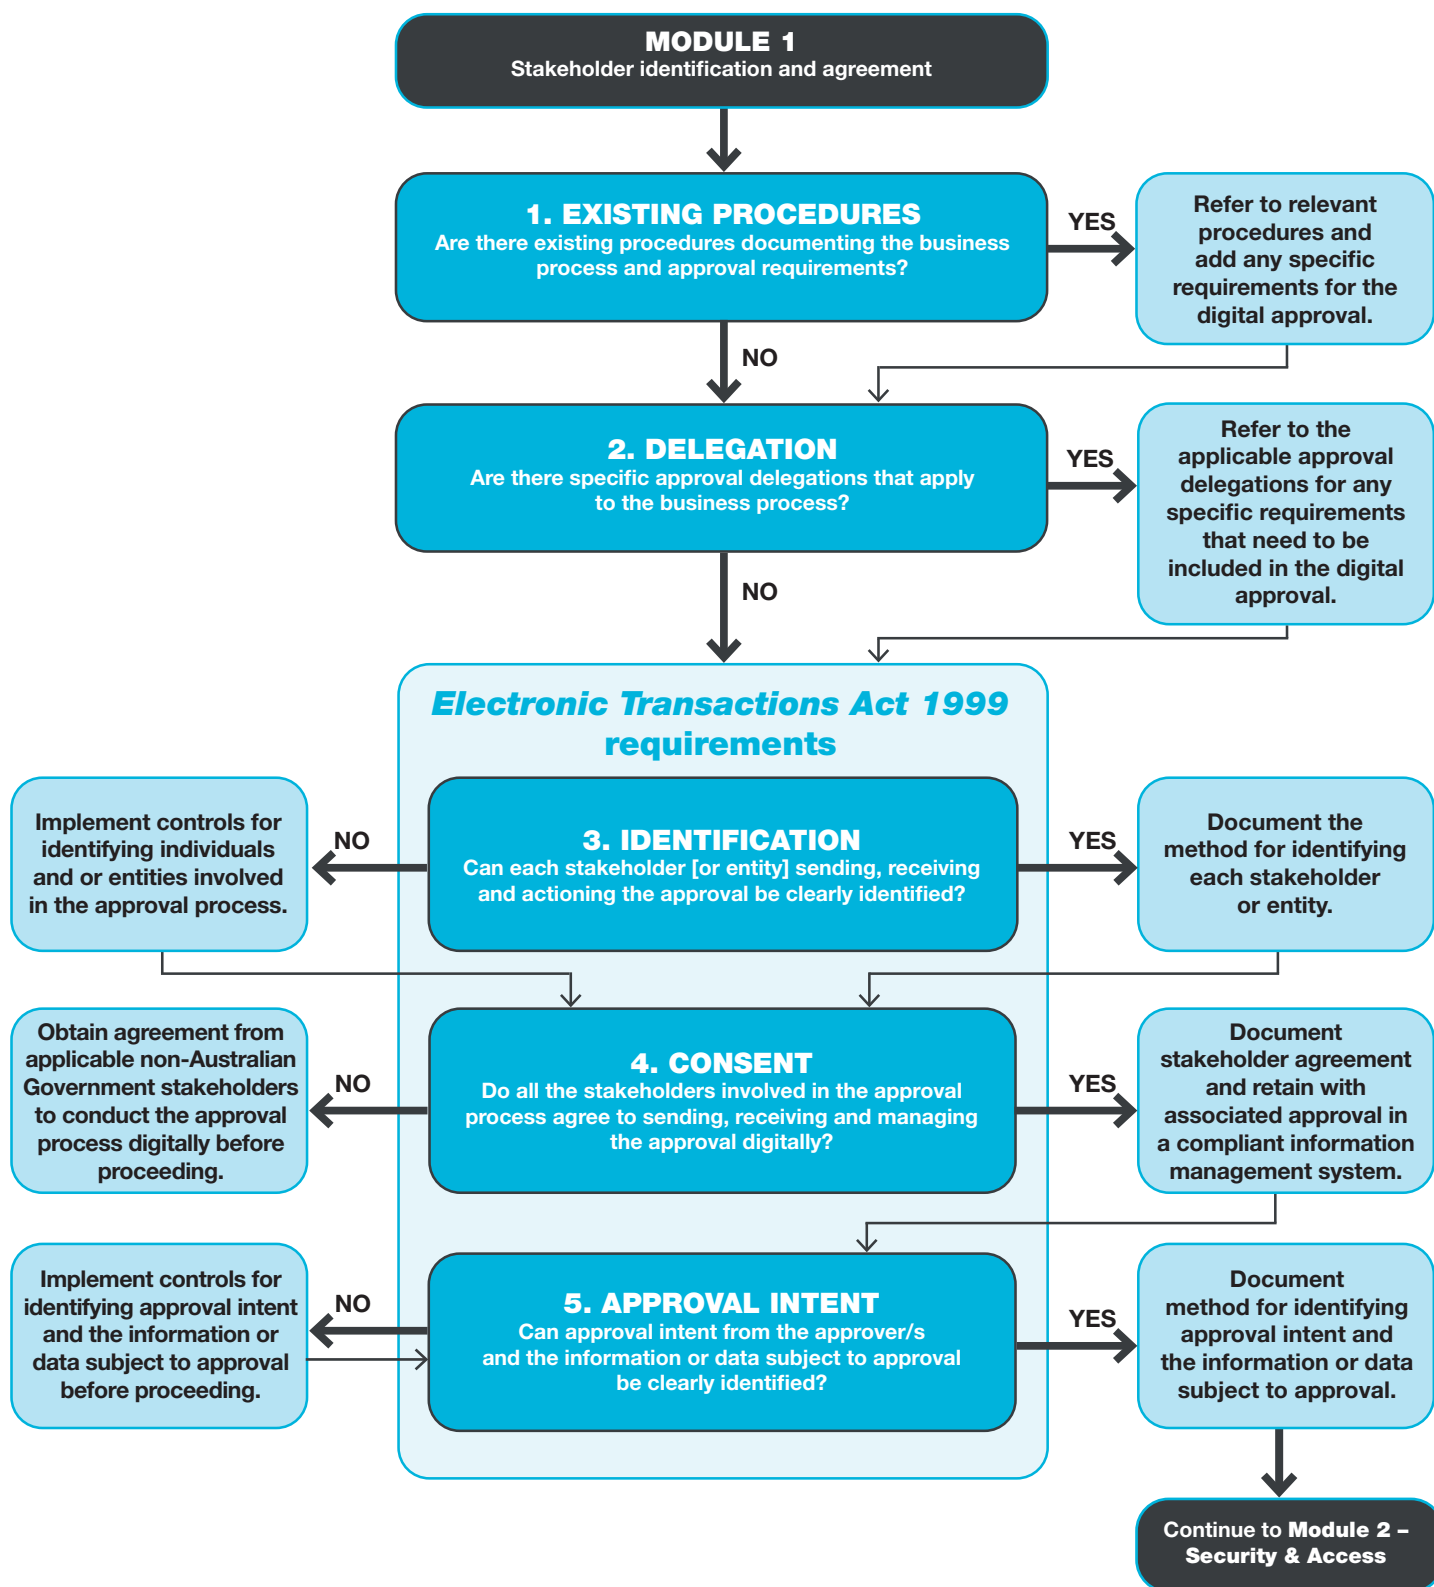 MODULE 1
Stakeholder identification and agreement
1. EXISTING PROCEDURES
Are there existing procedures documenting the business
process and approval requirements?
YES
Refer to relevant
procedures and
add any specific
requirements for the
digital approval.
NO
2. DELEGATION
Are there specific approval delegations that apply
to the business process?
YES
Refer to the
applicable approval
delegations for any
specific requirements
that need to be
included in the digital
approval.
NO
Electronic Transactions Act 1999
requirements
Implement controls for
identifying individuals
and or entities involved
in the approval process.
NO
3. IDENTIFICATION
Can each stakeholder [or entity] sending, receiving
and actioning the approval be clearly identified?
YES
Document the
method for identifying
each stakeholder
or entity.
Obtain agreement from
applicable non-Australian
Government stakeholders
to conduct the approval
process digitally before
proceeding.
NO
4. CONSENT
Do all the stakeholders involved in the approval
process agree to sending, receiving and managing
the approval digitally?
YES
Document
stakeholder agreement
and retain with
associated approval in
a compliant information
management system.
Implement controls for
identifying approval intent
and the information or
data subject to approval
before proceeding.
NO
5. APPROVAL INTENT
Can approval intent from the approver/s
and the information or data subject to approval
be clearly identified?
YES
Document
method for identifying
approval intent and
the information or data
subject to approval.
Continue to Module 2 –
Security & Access